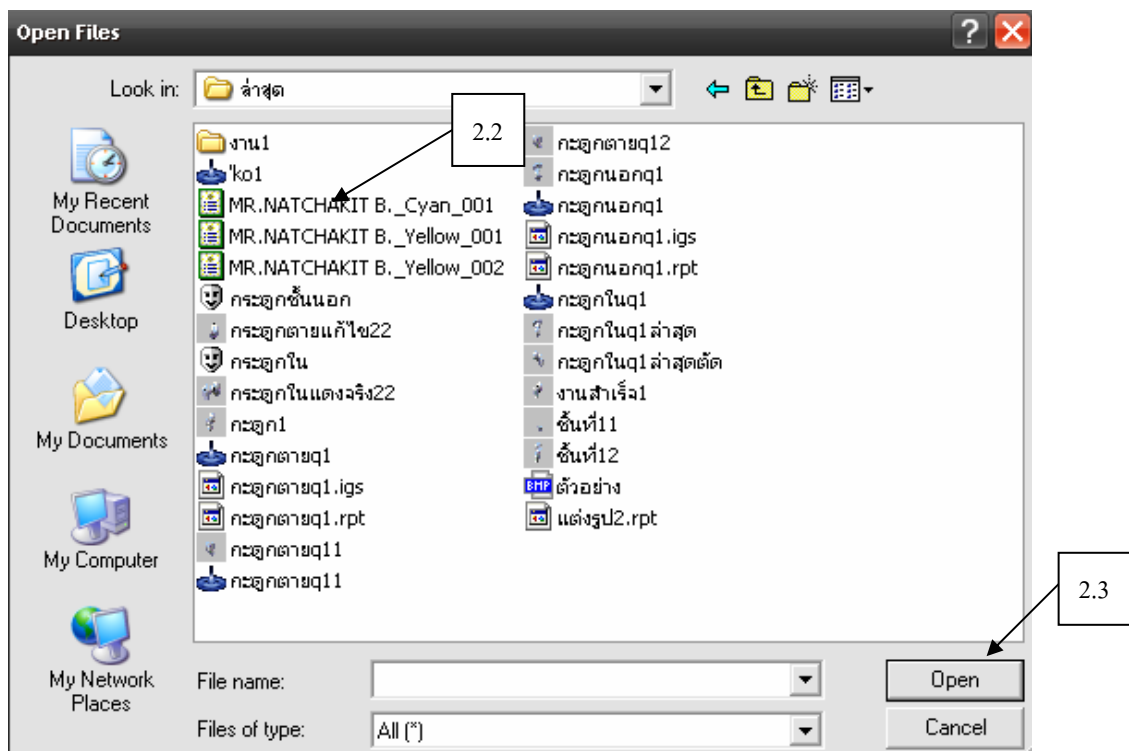 Open Files
Look in:
ล่าสุด
2.2
My Recent
Documents
Desktop
My Documents
My Computer
My Network
Places
งาน1
'ko1
MR.NATCHAKIT B._Cyan_001
MR.NATCHAKIT B._Yellow_001
MR.NATCHAKIT B._Yellow_002
กระดูกชั้นนอก
กระดูกตายแก้ไข22
กระดูกใน
กระดูกในแดงจริง22
กะดูก1
กะดูกตายq1
กะดูกตายq1.igs
กะดูกตายq1.rpt
กะดูกตายq11
กะดูกตายq11
กะดูกตายq12
กะดูกนอกq1
กะดูกนอกq1
กะดูกนอกq1.igs
กะดูกนอกq1.rpt
กะดูกในq1
กะดูกในq1ล่าสุด
กะดูกในq1ล่าสุดตัด
งานสำเร็จ1
ชิ้นที่11
ชิ้นที่12
BMP
ตัวอย่าง
แต่งรูป2.rpt
2.3
File name:
Open
Files of type:
All (*)
Cancel